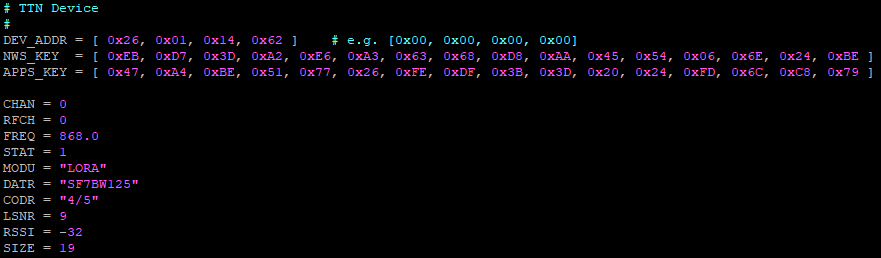 # TTN Device
#
DEV_ADDR = [ 0x26, 0x01, 0x14, 0x62 ]    # e.g. [0x00, 0x00, 0x00, 0x00]
NWS_KEY  = [ 0xEB, 0xD7, 0x3D, 0xA2, 0xE6, 0xA3, 0x63, 0x68, 0xD8, 0xAA, 0x45, 0x54, 0x06, 0x6E, 0x24, 0xBE ]
APPS_KEY = [ 0x47, 0xA4, 0xBE, 0x51, 0x77, 0x26, 0xFE, 0xDF, 0x3B, 0x3D, 0x20, 0x24, 0xFD, 0x6C, 0xC8, 0x79 ]

CHAN = 0
RFCH = 0
FREQ = 868.0
STAT = 1
MODU = "LORA"
DATR = "SF7BW125"
CODR = "4/5"
LSNR = 9
RSSI = -32
SIZE = 19